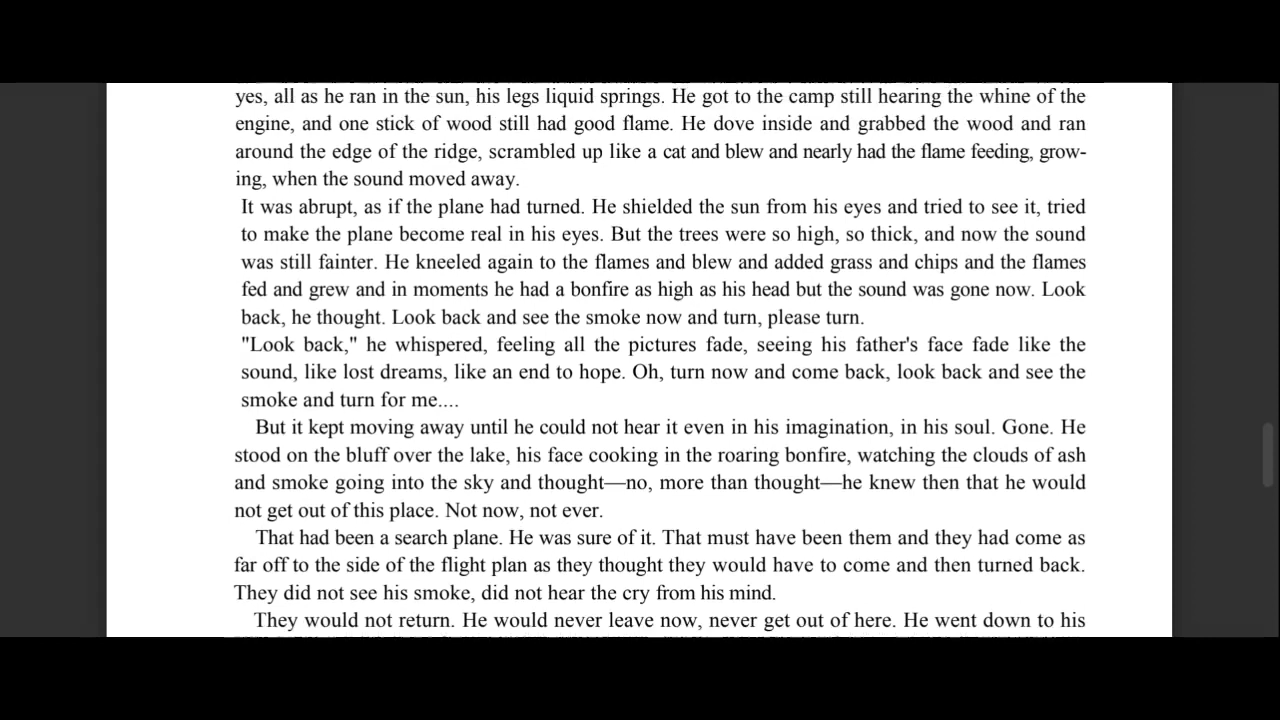 yes, all as he ran in the sun, his legs liquid springs. He got to the camp still hearing the whine of the
engine, and one stick of wood still had good flame. He dove inside and grabbed the wood and ran
around the edge of the ridge, scrambled up like a cat and blew and nearly had the flame feeding, grow-
ing, when the sound moved away.
It was abrupt, as if the plane had turned. He shielded the sun from his eyes and tried to see it, tried
to make the plane become real in his eyes. But the trees were so high, so thick, and now the sound
was still fainter. He kneeled again to the flames and blew and added grass and chips and the flames
fed and grew and in moments he had a bonfire as high as his head but the sound was gone now. Look
back, he thought. Look back and see the smoke now and turn, please turn.
"Look back," he whispered, feeling all the pictures fade, seeing his father's face fade like the
sound, like lost dreams, like an end to hope. Oh, turn now and come back, look back and see the
smoke and turn for me....
But it kept moving away until he could not hear it even in his imagination, in his soul. Gone. He
stood on the bluff over the lake, his face cooking in the roaring bonfire, watching the clouds of ash
and smoke going into the sky and thought—no, more than thought—he knew then that he would
not get out of this place. Not now, not ever.
That had been a search plane. He was sure of it. That must have been them and they had come as
far off to the side of the flight plan as they thought they would have to come and then turned back.
They did not see his smoke, did not hear the cry from his mind.
They would not return. He would never leave now, never get out of here. He went down to his